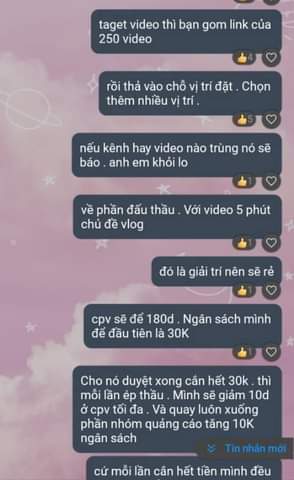 taget video thì bạn gom link của
250 video
4
rồi thả vào chỗ vị trí đặt . Chọn
thêm nhiều vị trí .
5
nếu kênh hay video nào trùng nó sẽ
báo . anh em khỏi lo
1
về phần đấu thầu . Với video 5 phút
chủ đề vlog
1
đó là giải trí nên sẽ rẻ
1
cpv sẽ để 180đ . Ngân sách mình
để đầu tiên là 30K
1
Cho nó duyệt xong cắn hết 30k . thì
mỗi lần ép thầu . Mình sẽ giảm 10đ
ở cpv tối đa . Và quay luôn xuống
phần nhóm quảng cáo tăng 10K
ngân sách
Tin nhắn mới
cứ mỗi lần cắn hết tiền mình đều